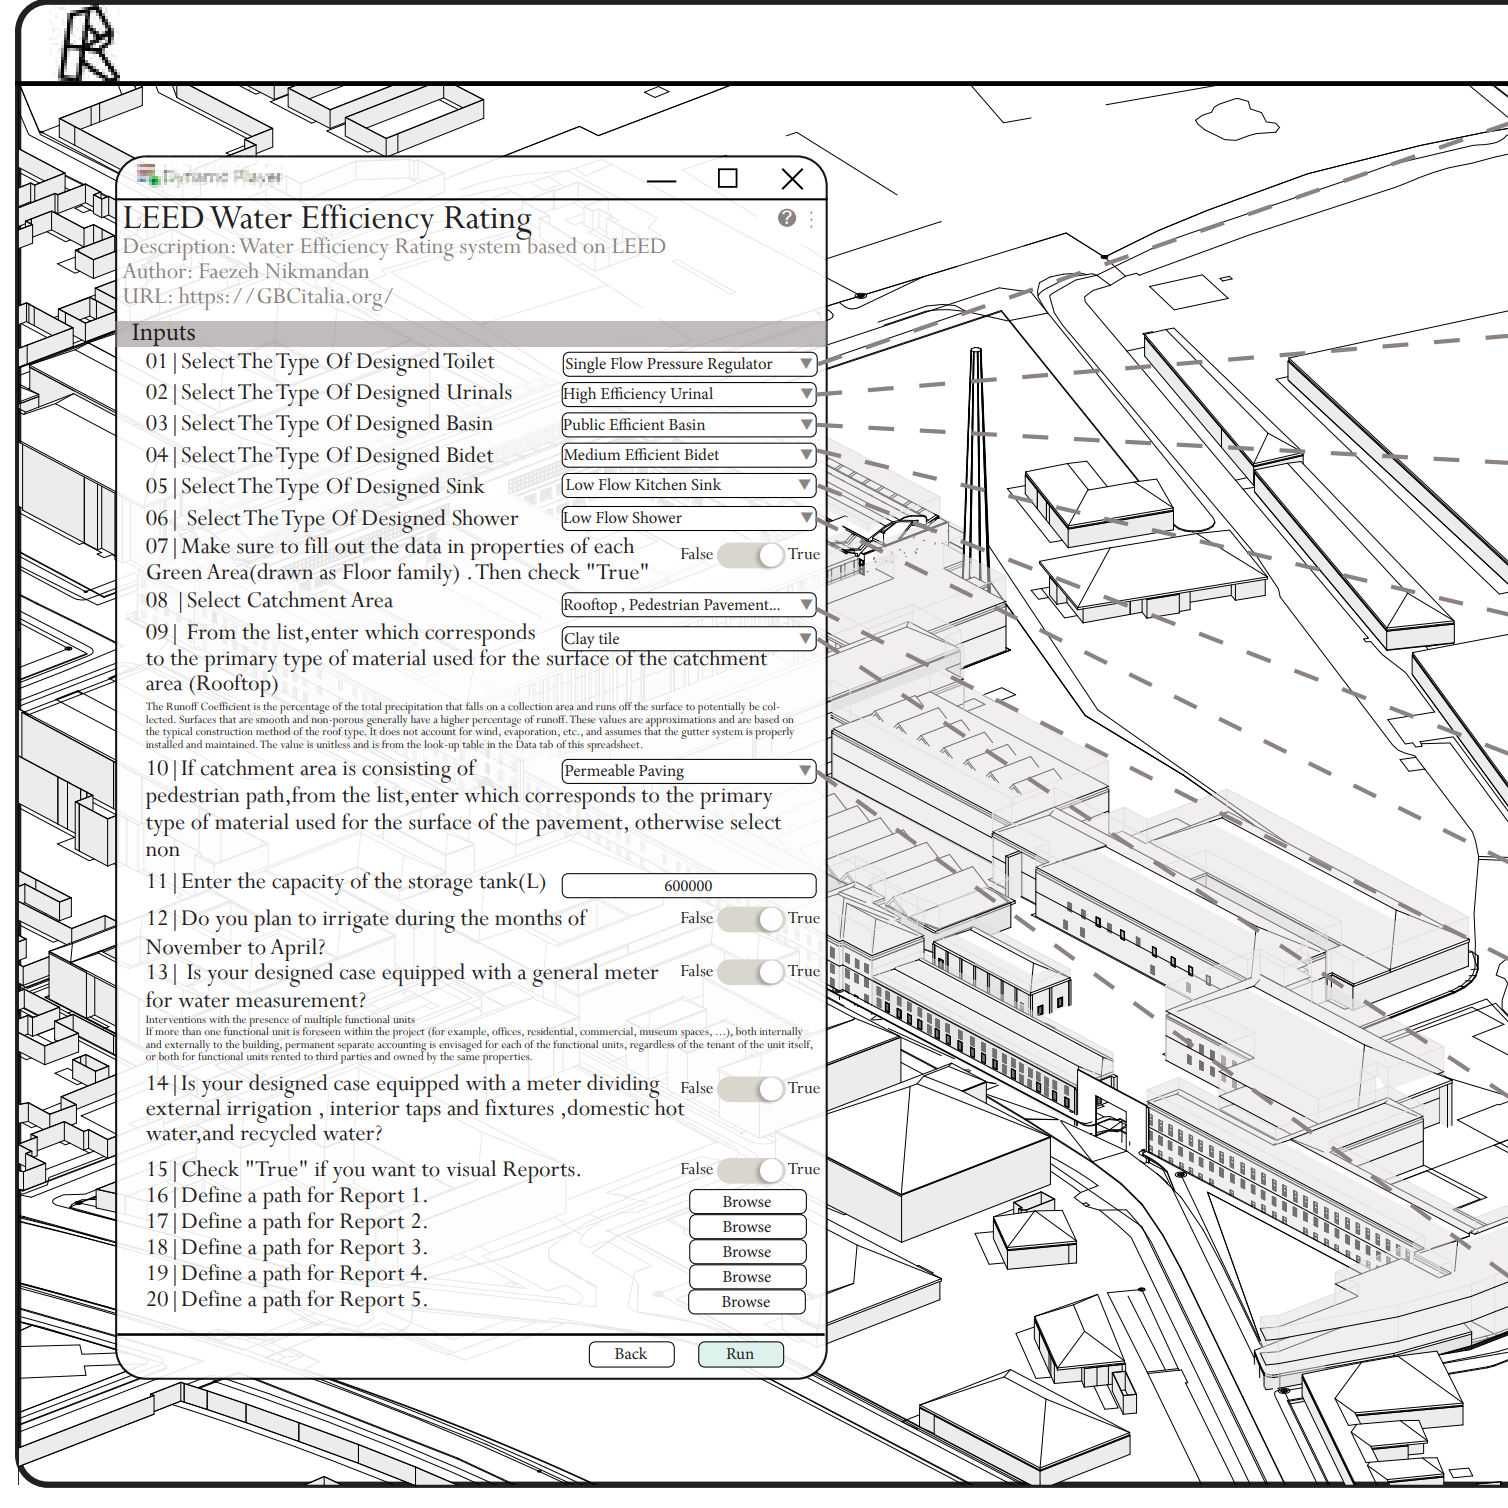 Dynamo Player
LEED Water Efficiency Rating
Description: Water Efficiency Rating system based on LEED
Author: Faezeh Nikmandan
URL: https://GBCitalia.org/
Inputs
01|Select The Type Of Designed Toilet Single Flow Pressure Regulator
02|Select The Type Of Designed Urinals High Efficiency Urinal
03|Select The Type Of Designed Basin Public Efficient Basin
04|Select The Type Of Designed Bidet Medium Efficient Bidet
05|Select The Type Of Designed Sink Low Flow Kitchen Sink
06| Select The Type Of Designed Shower Low Flow Shower
07|Make sure to fill out the data in properties of each False True
Green Area(drawn as Floor family) . Then check "True"
08 |Select Catchment Area Rooftop , Pedestrian Pavement...
09| From the list,enter which corresponds Clay tile
to the primary type of material used for the surface of the catchment
area (Rooftop)
The Runoff Coefficient is the percentage of the total precipitation that falls on a collection area and runs off the surface to potentially be col-
lected. Surfaces that are smooth and non-porous generally have a higher percentage of runoff. These values are approximations and are based on
the typical construction method of the roof type. It does not account for wind, evaporation, etc., and assumes that the gutter system is properly
installed and maintained. The value is unitless and is from the look-up table in the Data tab of this spreadsheet.
10|If catchment area is consisting of Permeable Paving
pedestrian path,from the list,enter which corresponds to the primary
type of material used for the surface of the pavement, otherwise select
non
11|Enter the capacity of the storage tank(L) 600000
12|Do you plan to irrigate during the months of False True
November to April?
13| Is your designed case equipped with a general meter False True
for water measurement?
Interventions with the presence of multiple functional units
If more than one functional unit is foreseen within the project (for example, offices, residential, commercial, museum spaces, ...), both internally
and externally to the building, permanent separate accounting is envisaged for each of the functional units, regardless of the tenant of the unit itself,
or both for functional units rented to third parties and owned by the same properties.
14|Is your designed case equipped with a meter dividing False True
external irrigation , interior taps and fixtures ,domestic hot
water,and recycled water?
15|Check "True" if you want to visual Reports. False True
16|Define a path for Report 1. Browse
17|Define a path for Report 2. Browse
18|Define a path for Report 3. Browse
19|Define a path for Report 4. Browse
20|Define a path for Report 5. Browse
Back Run